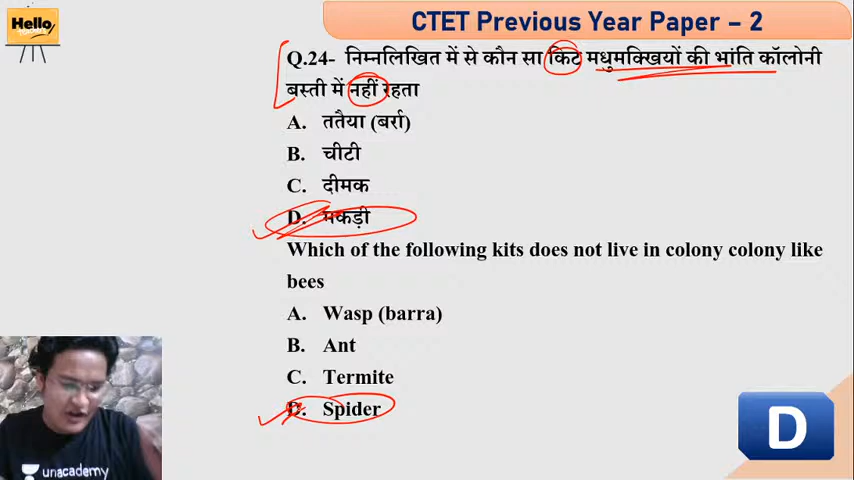 Hello
CTET Previous Year Paper – 2
Q.24- निम्नलिखित में से कौन सा किट मधुमक्खियों की भांति कॉलोनी
बस्ती में नहीं रहता
A. ततैया (बर्रा)
B. चीटी
C. दीमक
D. मकड़ी
Which of the following kits does not live in colony colony like
bees
A. Wasp (barra)
B. Ant
C. Termite
D. Spider
D
unacademy